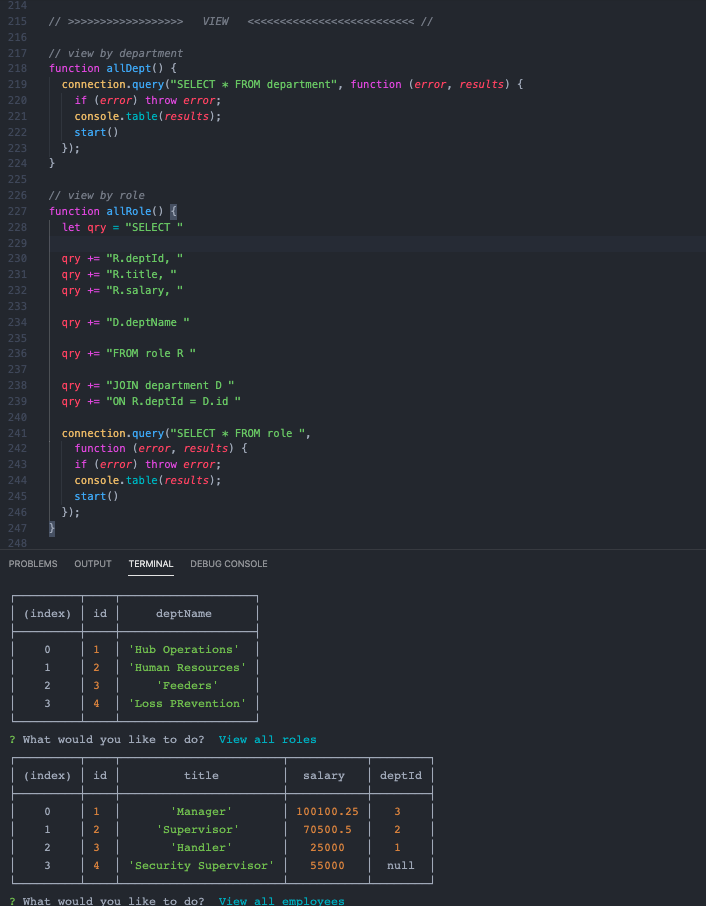 214
215 // >>>>>>>>>>>>>>>>>> VIEW <<<<<<<<<<<<<<<<<<<<<<<<<< //
216
217 // view by department
218 function allDept() {
219 connection.query("SELECT * FROM department", function (error, results) {
220 if (error) throw error;
221 console.table(results);
222 start()
223 });
224 }
225
226 // view by role
227 function allRole() {
228 let qry = "SELECT "
229
230 qry += "R.deptId, "
231 qry += "R.title, "
232 qry += "R.salary, "
233
234 qry += "D.deptName "
235
236 qry += "FROM role R "
237
238 qry += "JOIN department D "
239 qry += "ON R.deptId = D.id "
240
241 connection.query("SELECT * FROM role ",
242 function (error, results) {
243 if (error) throw error;
244 console.table(results);
245 start()
246 });
247 }
248
PROBLEMS OUTPUT TERMINAL DEBUG CONSOLE
(index) id deptName
0 1 'Hub Operations'
1 2 'Human Resources'
2 3 'Feeders'
3 4 'Loss PRevention'
? What would you like to do? View all roles
(index) id title salary deptId
0 1 'Manager' 100100.25 3
1 2 'Supervisor' 70500.5 2
2 3 'Handler' 25000 1
3 4 'Security Supervisor' 55000 null
? What would you like to do? View all employees